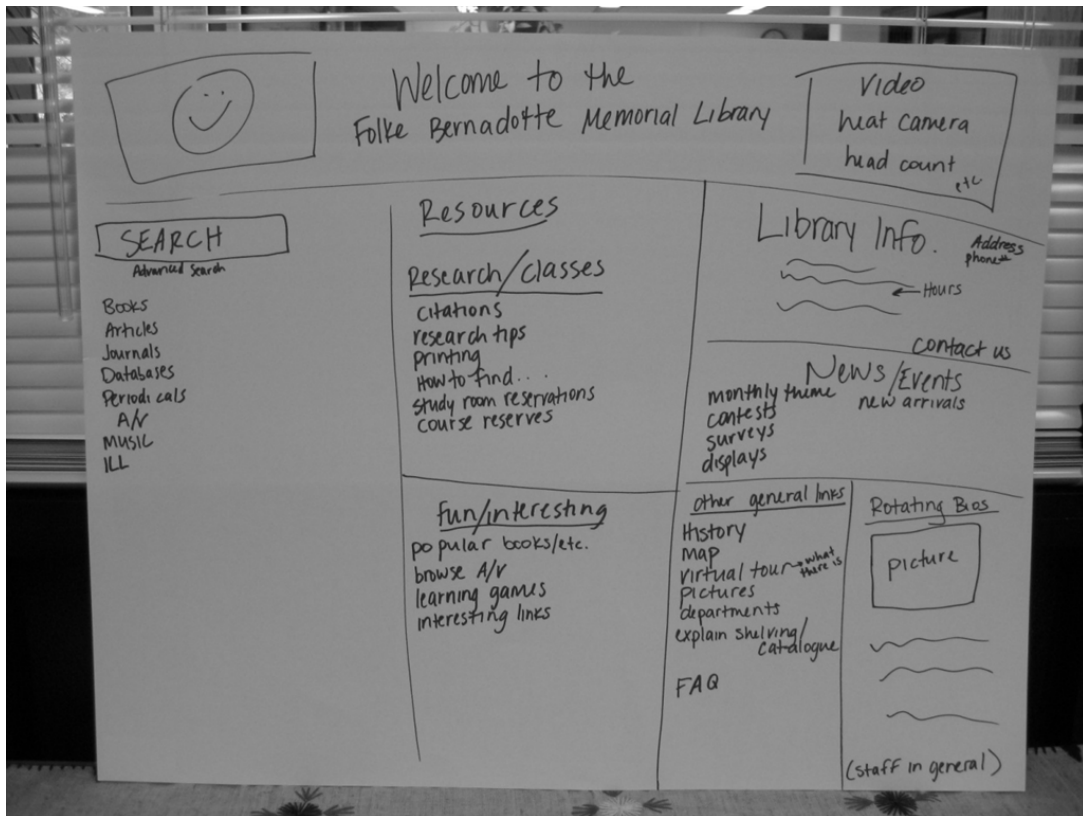 Welcome to the
Folke Bernadotte Memorial Library
Video
heat camera
head count
etc
SEARCH
Advanced Search
Books
Articles
Journals
Databases
Periodicals
A/V
MUSIC
ILL
Resources
Research/Classes
citations
research tips
printing
How to find...
study room reservations
course reserves
Fun/interesting
popular books/etc.
browse A/V
learning games
interesting links
Library Info.
Address
phone#
Hours
contact us
News/Events
monthly theme
new arrivals
contests
surveys
displays
other general links
History
map
virtual tour → what
there is
pictures
departments
explain shelving/
catalogue
FAQ
Rotating Bios
picture
(staff in general)